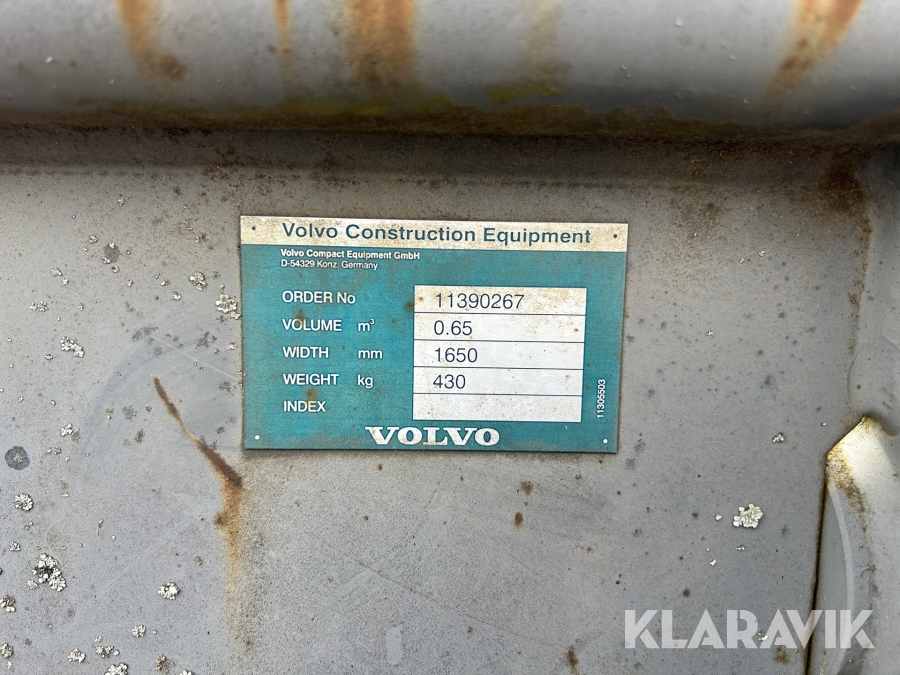 Volvo Construction Equipment
Volvo Compact Equipment GmbH
D-54329 Konz, Germany
ORDER No 11390267
VOLUME m³ 0.65
WIDTH mm 1650
WEIGHT kg 430
INDEX
11305503
VOLVO
KLARAVIK